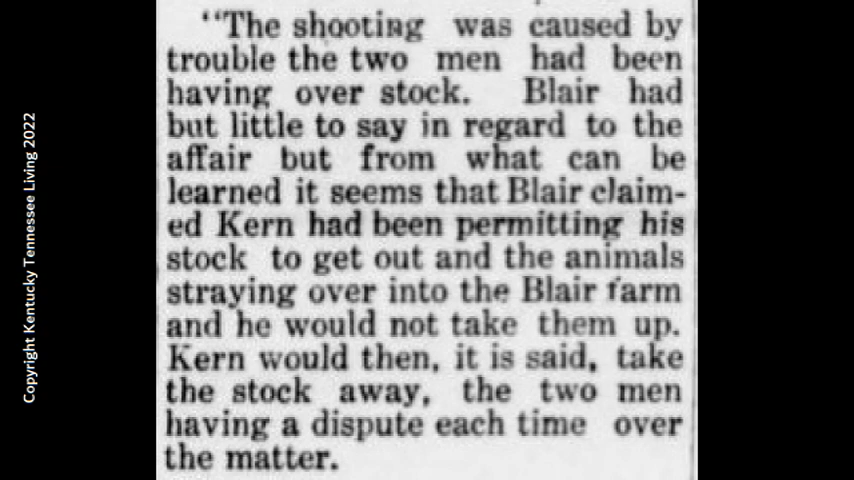 "The shooting was caused by
trouble the two men had been
having over stock. Blair had
but little to say in regard to the
affair but from what can be
learned it seems that Blair claim-
ed Kern had been permitting his
stock to get out and the animals
straying over into the Blair farm
and he would not take them up.
Kern would then, it is said, take
the stock away, the two men
having a dispute each time over
the matter.
Copyright Kentucky Tennessee Living 2022